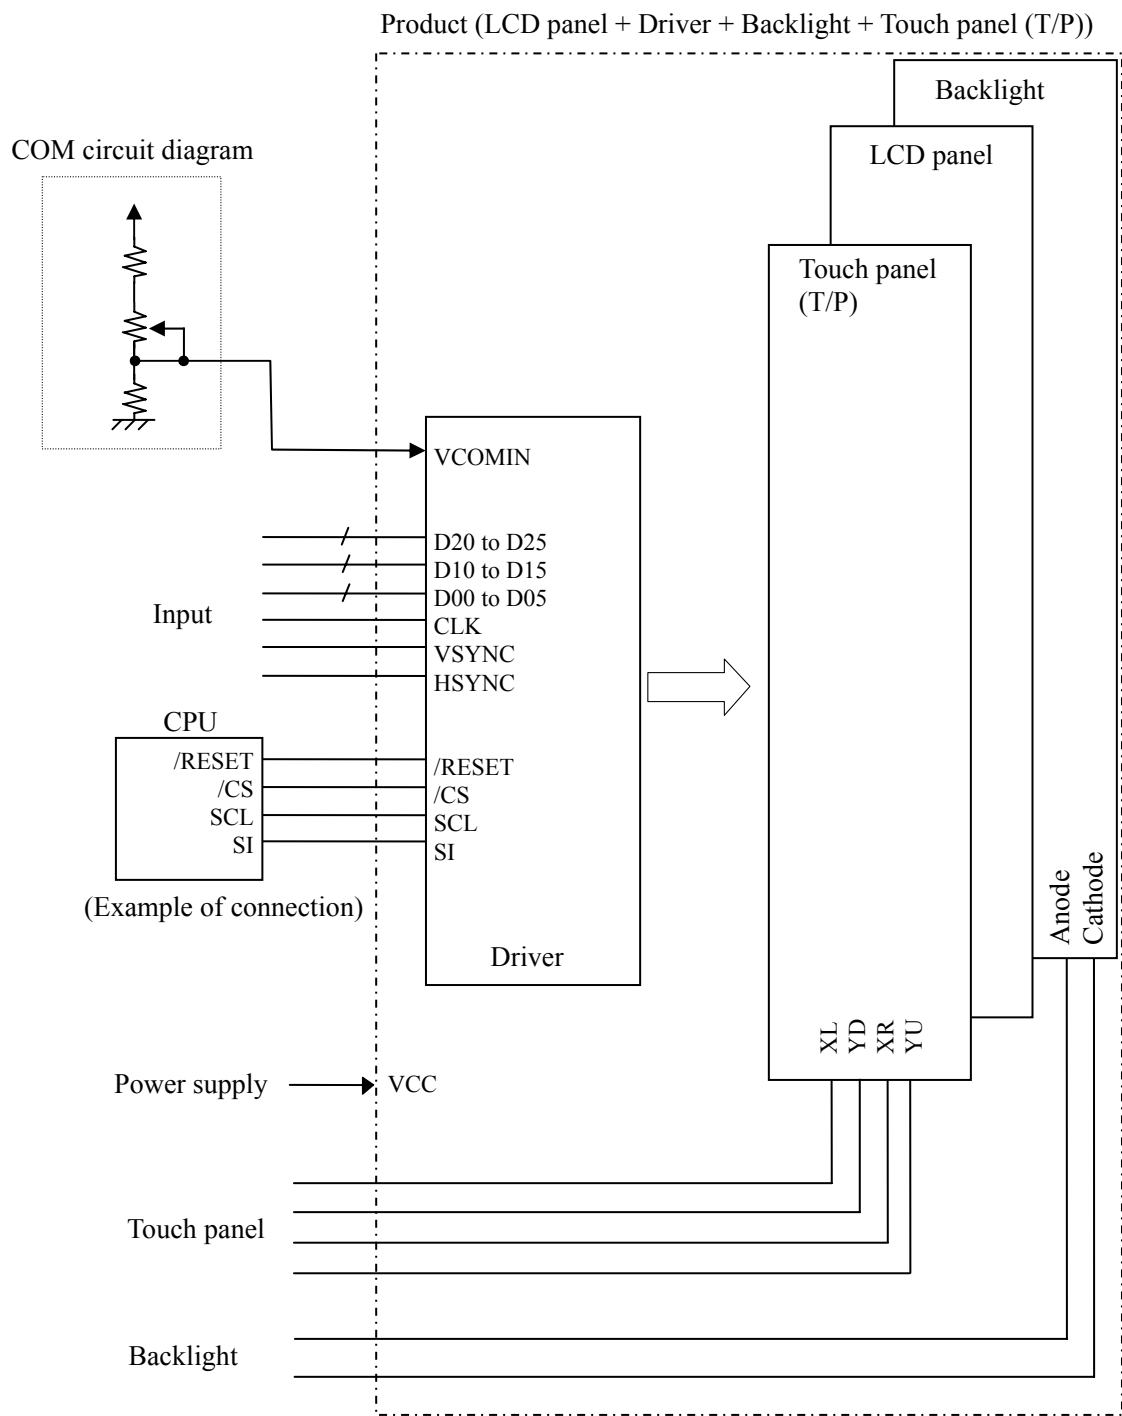 Product (LCD panel + Driver + Backlight + Touch panel (T/P))
Backlight
COM circuit diagram
LCD panel
Touch panel
(T/P)
VCOMIN
D20 to D25
D10 to D15
D00 to D05
Input
CLK
VSYNC
HSYNC
CPU
/RESET
/CS
SCL
SI
/RESET
/CS
SCL
SI
(Example of connection)
Driver
Anode
Cathode
XL
YD
XR
YU
Power supply
VCC
Touch panel
Backlight